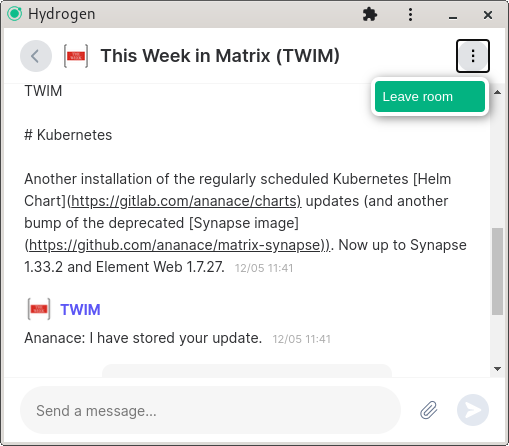 Hydrogen
This Week in Matrix (TWIM)
Leave room
TWIM
# Kubernetes
Another installation of the regularly scheduled Kubernetes [Helm
Chart](https://gitlab.com/ananace/charts) updates (and another
bump of the deprecated [Synapse image]
(https://github.com/ananace/matrix-synapse)). Now up to Synapse
1.33.2 and Element Web 1.7.27. 12/05 11:41
TWIM
Ananace: I have stored your update. 12/05 11:41
Send a message...